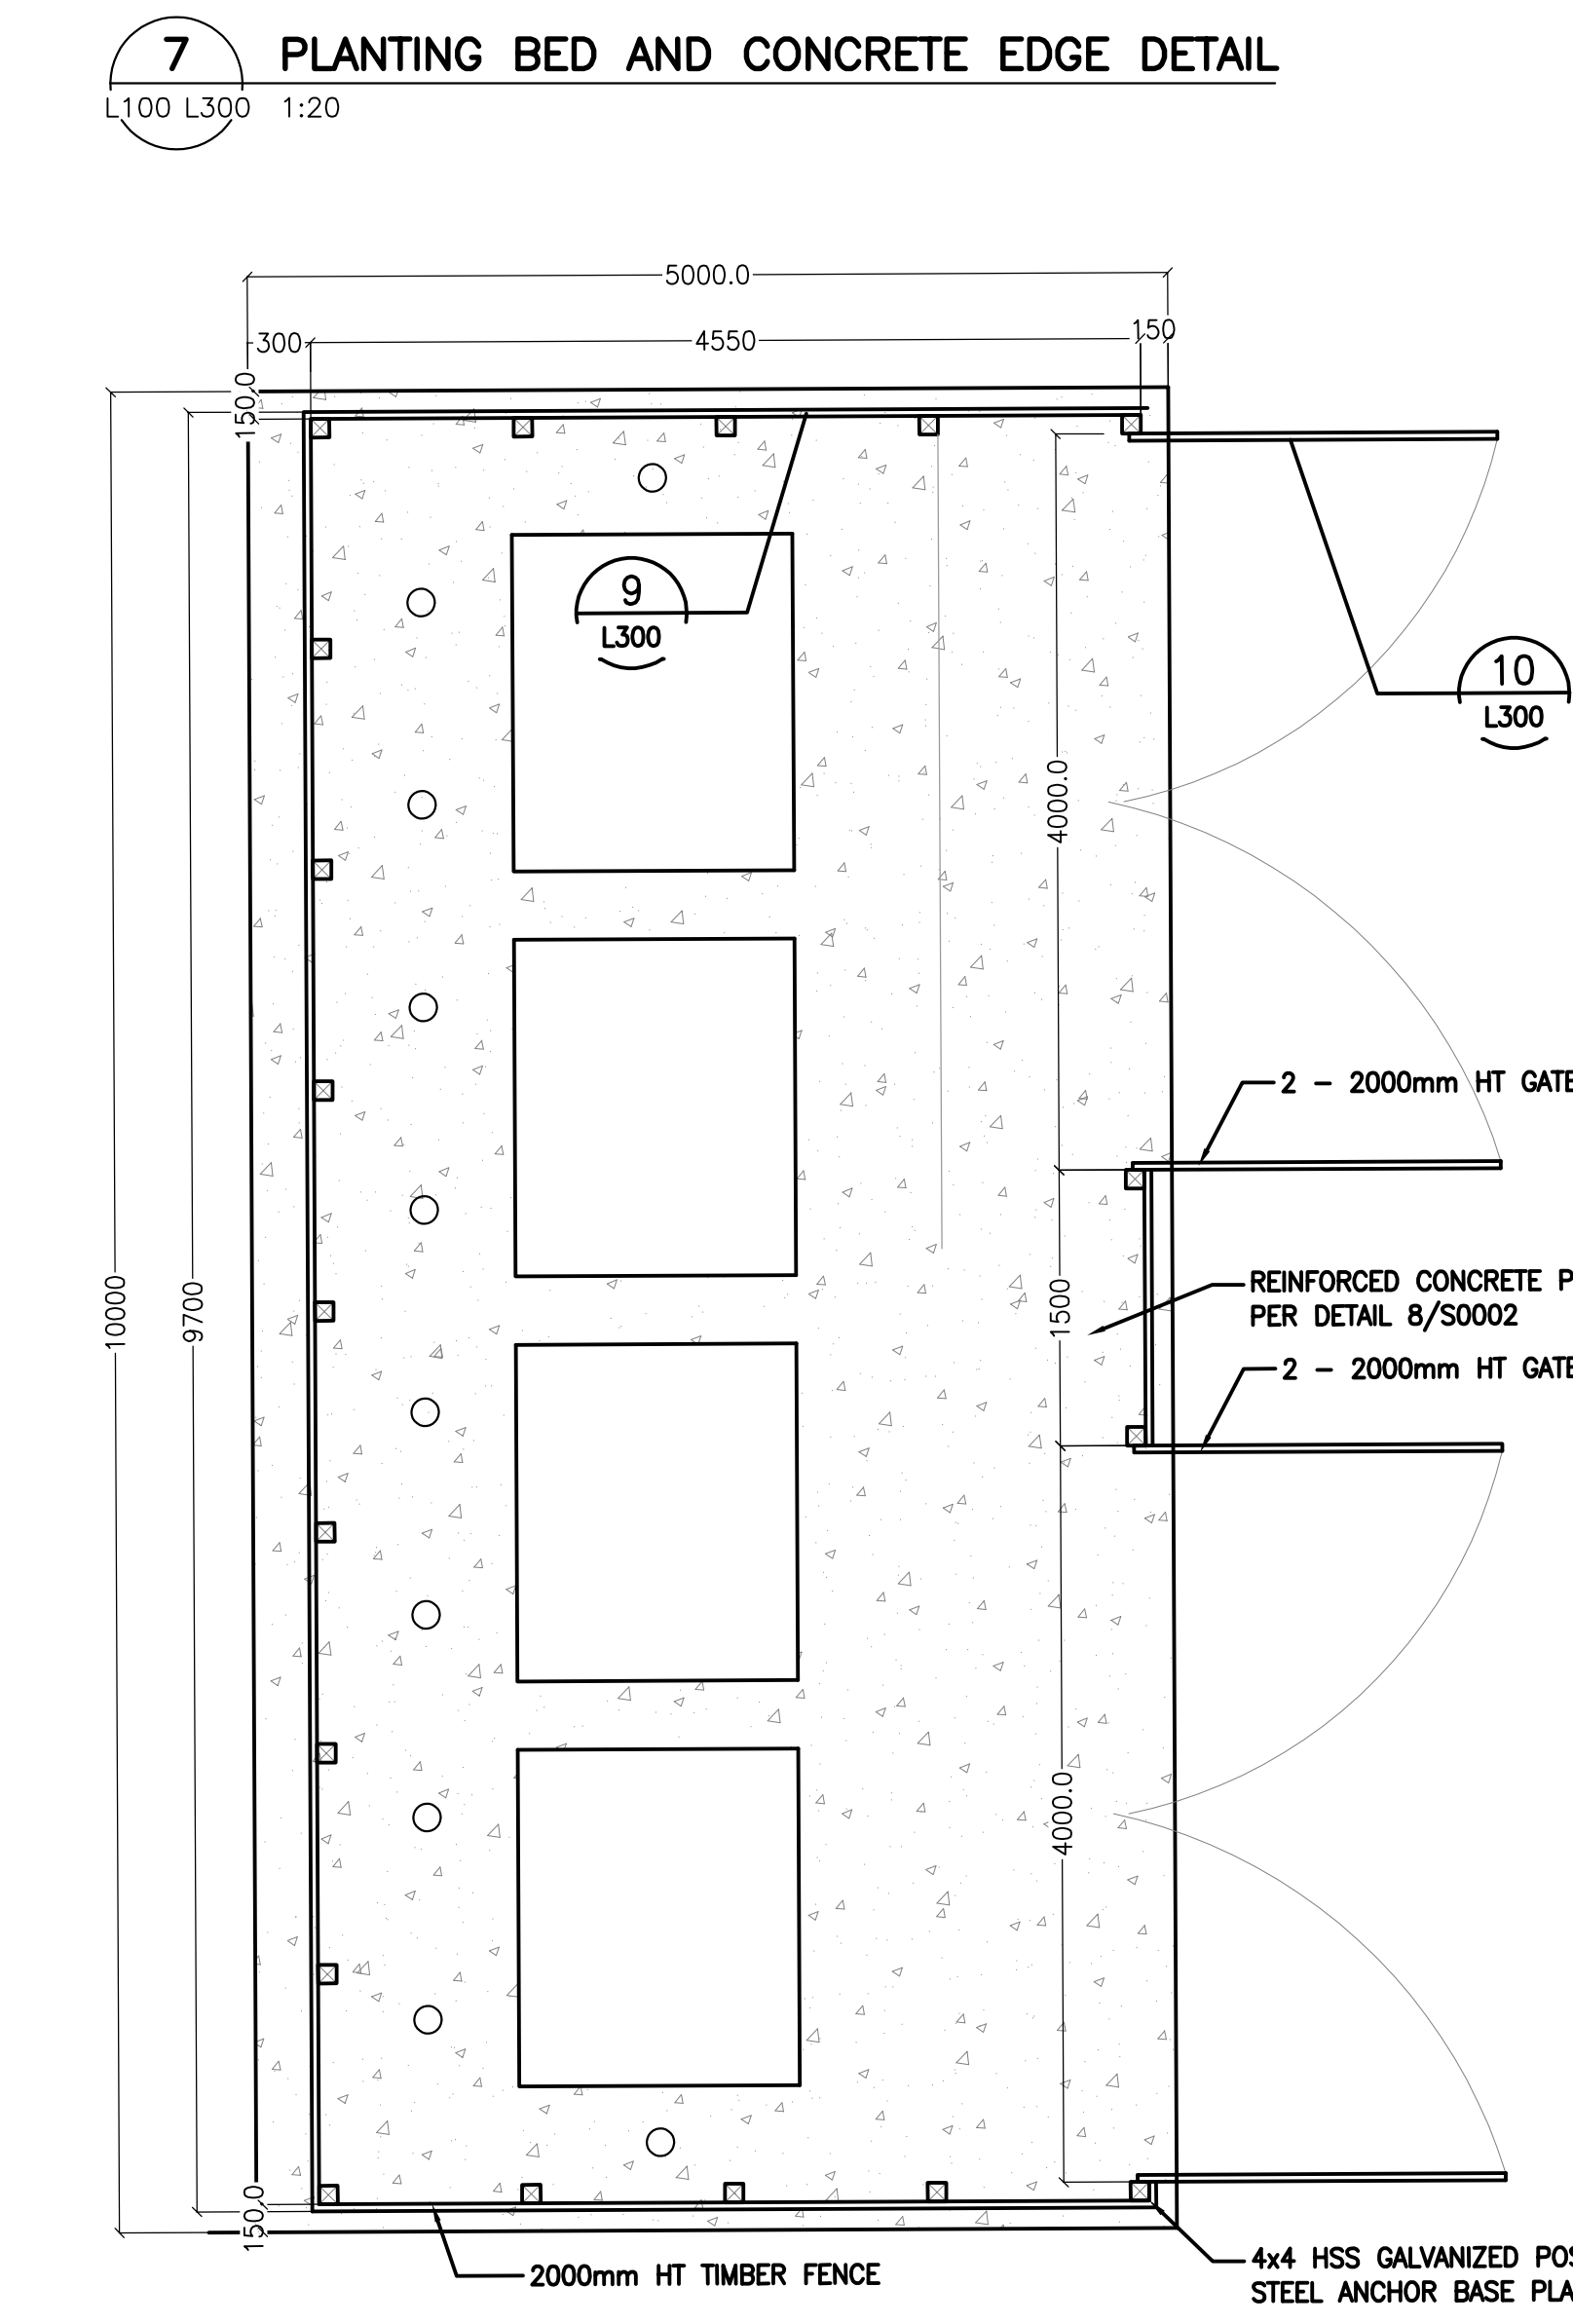 7 PLANTING BED AND CONCRETE EDGE DETAIL
L100 L300 1:20
5000.0
300 4550 150
150.0
9
L300
10
L300
4000.0
2 - 2000mm HT GATE
10000
9700
1500
REINFORCED CONCRETE P
PER DETAIL 8/S0002
2 - 2000mm HT GATE
4000.0
150.0
2000mm HT TIMBER FENCE
4x4 HSS GALVANIZED POS
STEEL ANCHOR BASE PLA